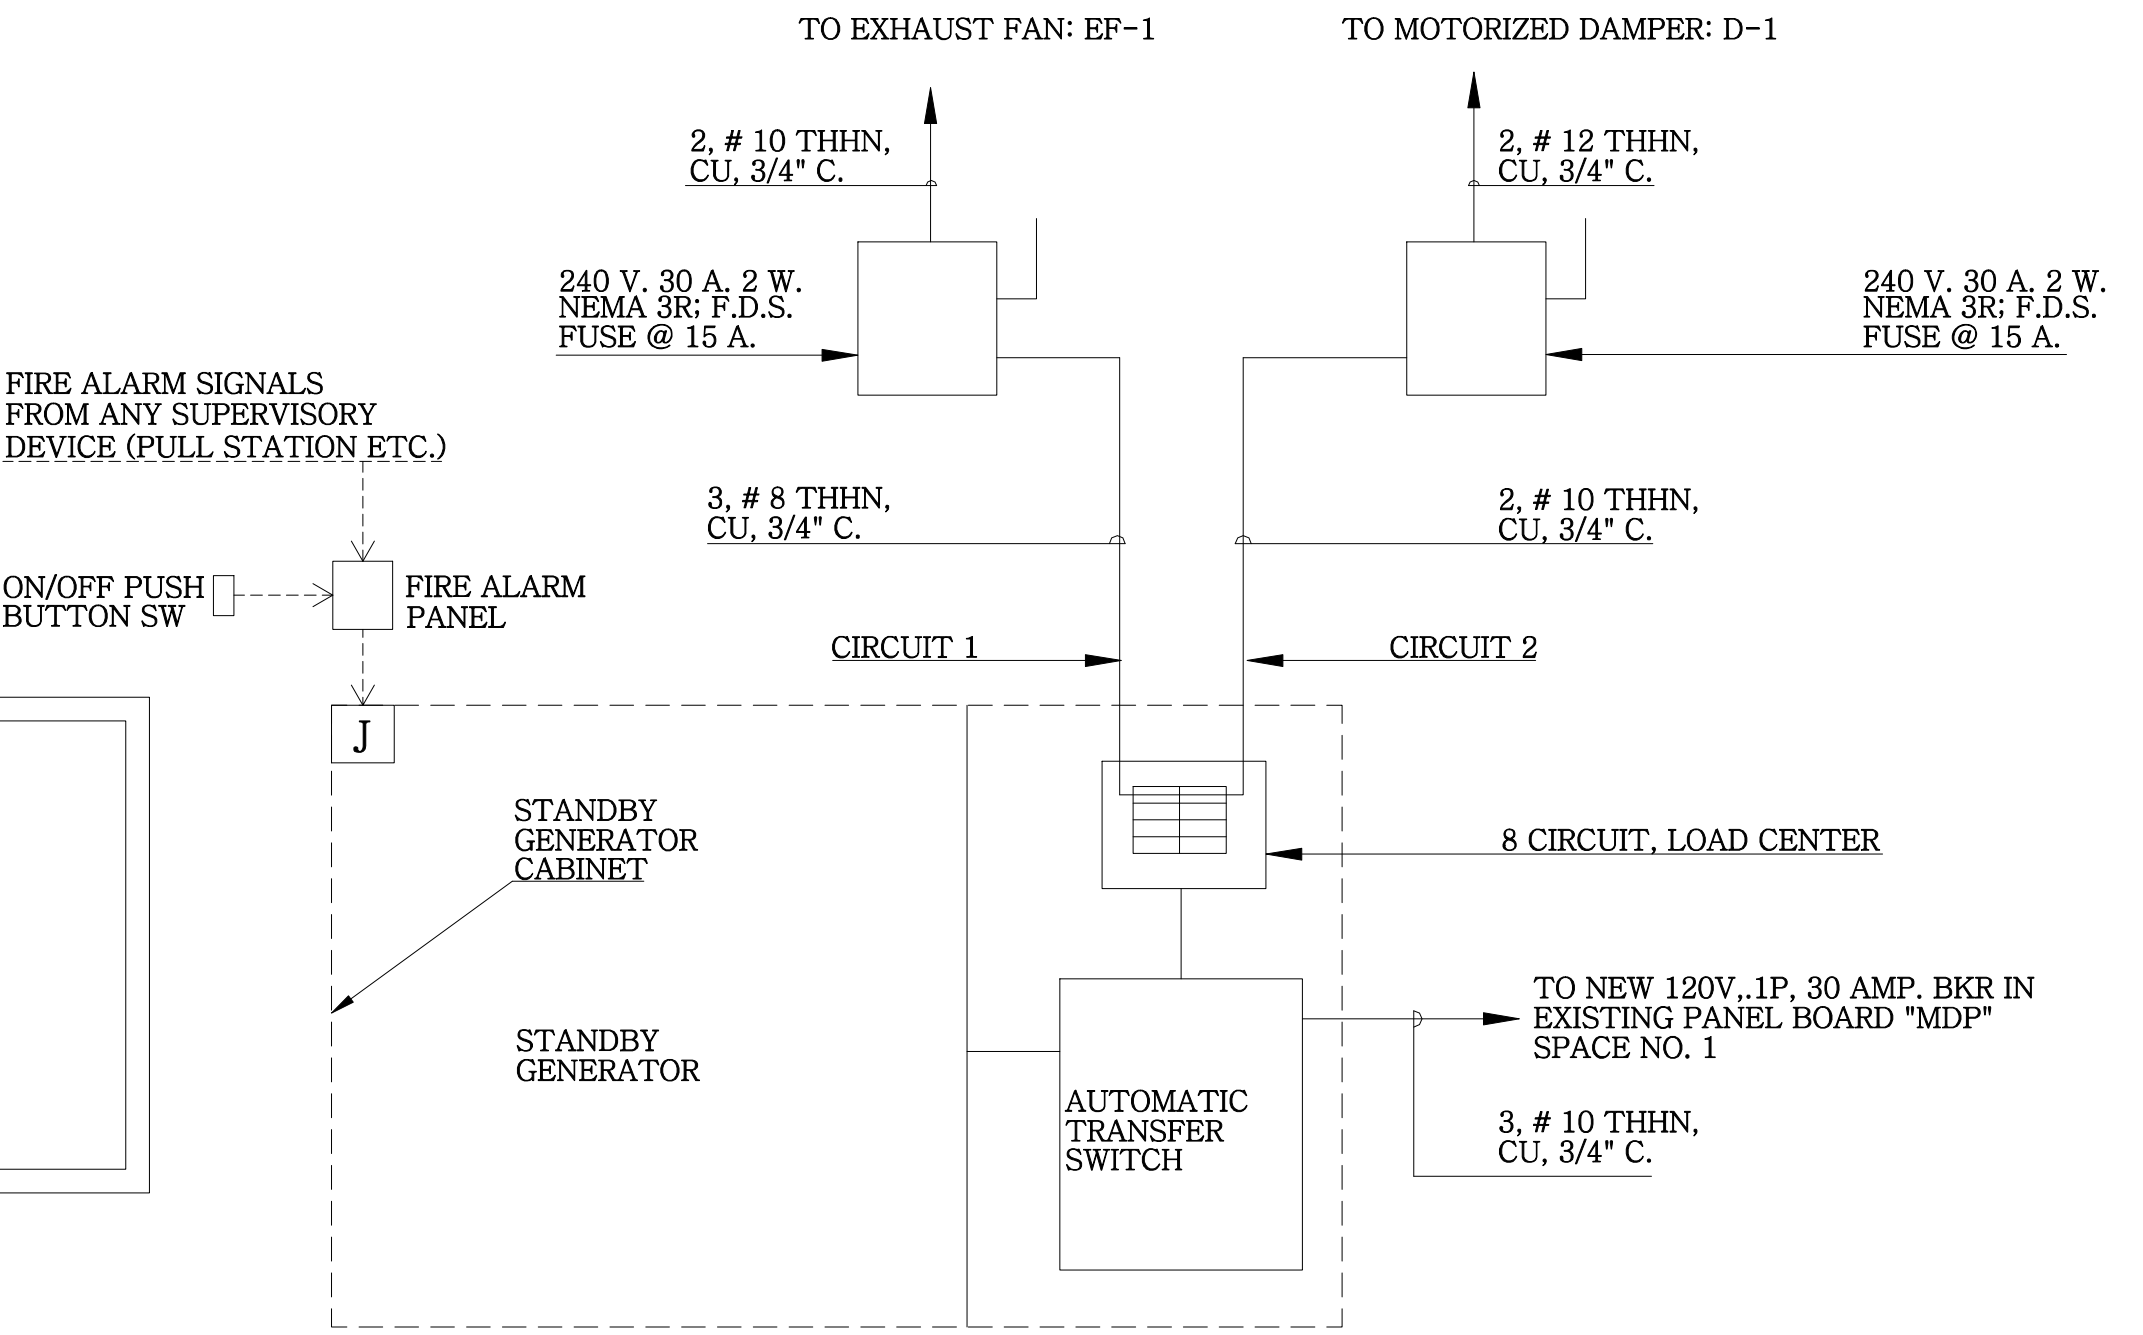 TO EXHAUST FAN: EF-1
TO MOTORIZED DAMPER: D-1
2, # 10 THHN,
CU, 3/4" C.
2, # 12 THHN,
CU, 3/4" C.
240 V. 30 A. 2 W.
NEMA 3R; F.D.S.
FUSE @ 15 A.
240 V. 30 A. 2 W.
NEMA 3R; F.D.S.
FUSE @ 15 A.
FIRE ALARM SIGNALS
FROM ANY SUPERVISORY
DEVICE (PULL STATION ETC.)
3, # 8 THHN,
CU, 3/4" C.
2, # 10 THHN,
CU, 3/4" C.
ON/OFF PUSH
BUTTON SW
FIRE ALARM
PANEL
CIRCUIT 1
CIRCUIT 2
J
STANDBY
GENERATOR
CABINET
8 CIRCUIT, LOAD CENTER
TO NEW 120V,.1P, 30 AMP. BKR IN
EXISTING PANEL BOARD "MDP"
SPACE NO. 1
STANDBY
GENERATOR
AUTOMATIC
TRANSFER
SWITCH
3, # 10 THHN,
CU, 3/4" C.